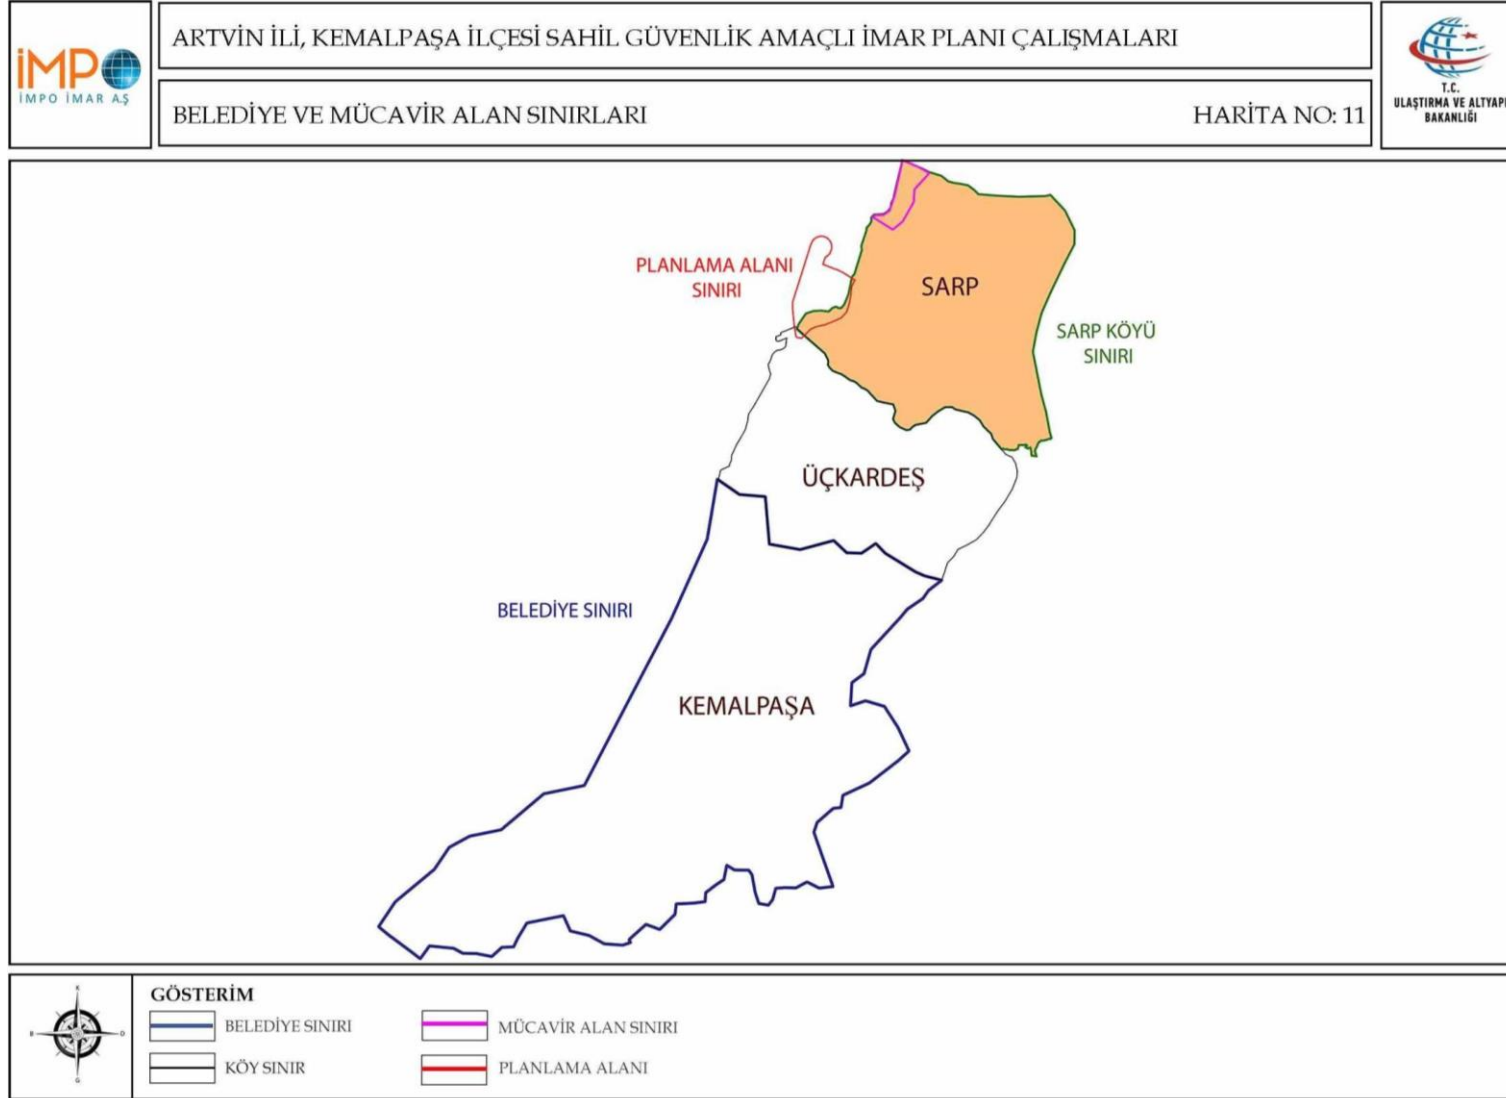 İMPO
İMPO İMAR A.Ş
ARTVİN İLİ, KEMALPAŞA İLÇESİ SAHİL GÜVENLİK AMAÇLI İMAR PLANI ÇALIŞMALARI
BELEDİYE VE MÜCAVİR ALAN SINIRLARI
HARİTA NO: 11
T.C.
ULAŞTIRMA VE ALTYAPI
BAKANLIĞI
PLANLAMA ALANI
SINIRI
SARP
SARP KÖYÜ
SINIRI
ÜÇKARDEŞ
BELEDİYE SINIRI
KEMALPAŞA
GÖSTERİM
BELEDİYE SINIRI
MÜCAVİR ALAN SINIRI
KÖY SINIR
PLANLAMA ALANI
K
B
D
G